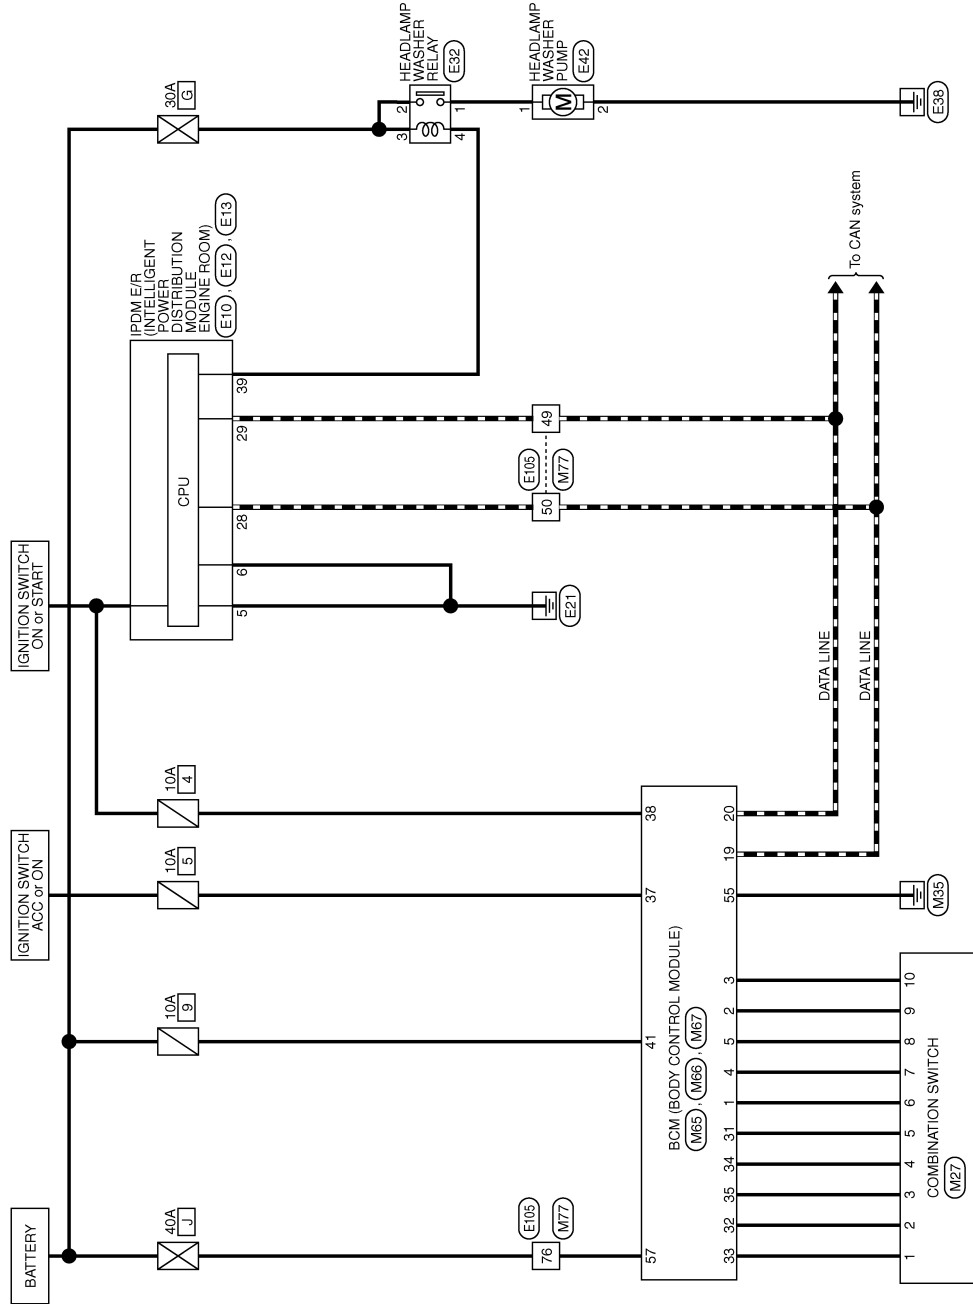 BATTERY
IGNITION SWITCH
ACC or ON
IGNITION SWITCH
ON or START
40A
J
10A
9
10A
5
10A
4
30A
G
IPDM E/R
(INTELLIGENT
POWER
DISTRIBUTION
MODULE
ENGINE ROOM)
E10 , E12 , E13
CPU
5
6
28
29
39
HEADLAMP
WASHER
RELAY
E32
3
2
4
1
HEADLAMP
WASHER
PUMP
E42
1
M
2
E38
76
E105
M77
E21
50
E105
M77
49
57
41
37
38
BCM (BODY CONTROL MODULE)
M65 , M66 , M67
33
32
35
34
31
1
4
5
2
3
55
19
20
DATA LINE
DATA LINE
To CAN system
M35
1
2
3
4
5
6
7
8
9
10
COMBINATION SWITCH
M27